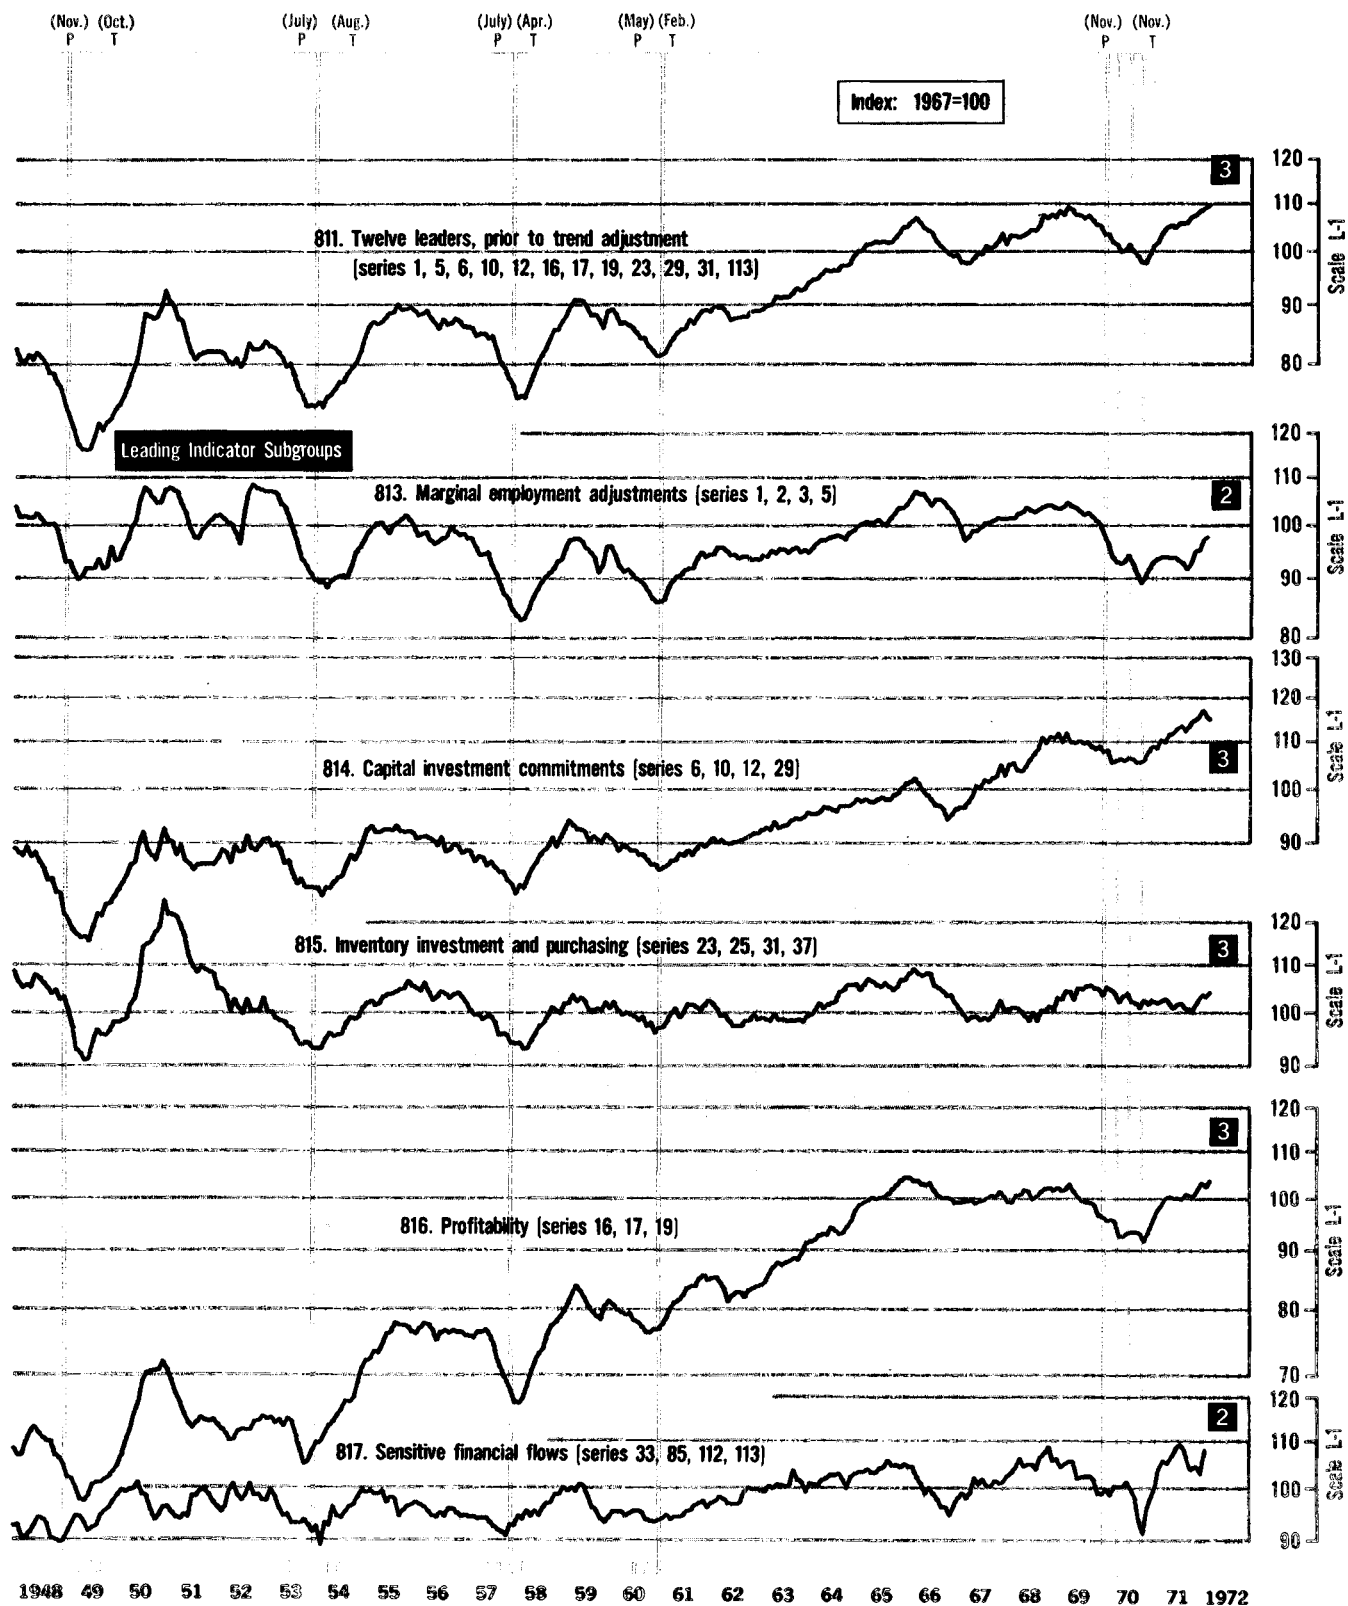 (Nov.) (Oct.) (July) (Aug.) (July) (Apr.) (May) (Feb.) (Nov.) (Nov.)
P T P T P T P T P T
Index: 1967=100
120
3
110
811. Twelve leaders, prior to trend adjustment
100
(series 1, 5, 6, 10, 12, 16, 17, 19, 23, 29, 31, 113)
90
80
Scale L-1
120
Leading Indicator Subgroups
110
813. Marginal employment adjustments (series 1, 2, 3, 5)
2
100
90
80
Scale L-1
130
120
110
3
814. Capital investment commitments (series 6, 10, 12, 29)
100
90
Scale L-1
120
815. Inventory investment and purchasing (series 23, 25, 31, 37)
3
110
100
90
Scale L-1
120
3
110
100
816. Profitability (series 16, 17, 19)
90
80
70
Scale L-1
120
2
110
817. Sensitive financial flows (series 33, 85, 112, 113)
100
90
Scale L-1
1948 49 50 51 52 53 54 55 56 57 58 59 60 61 62 63 64 65 66 67 68 69 70 71 1972